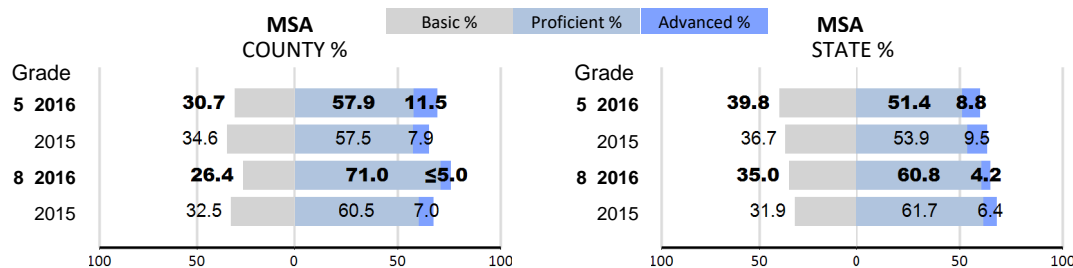 Basic % Proficient % Advanced %
MSA
COUNTY %
Grade
5 2016 30.7 57.9 11.5
2015 34.6 57.5 7.9
8 2016 26.4 71.0 ≤5.0
2015 32.5 60.5 7.0
100 50 0 50 100
MSA
STATE %
Grade
5 2016 39.8 51.4 8.8
2015 36.7 53.9 9.5
8 2016 35.0 60.8 4.2
2015 31.9 61.7 6.4
100 50 0 50 100